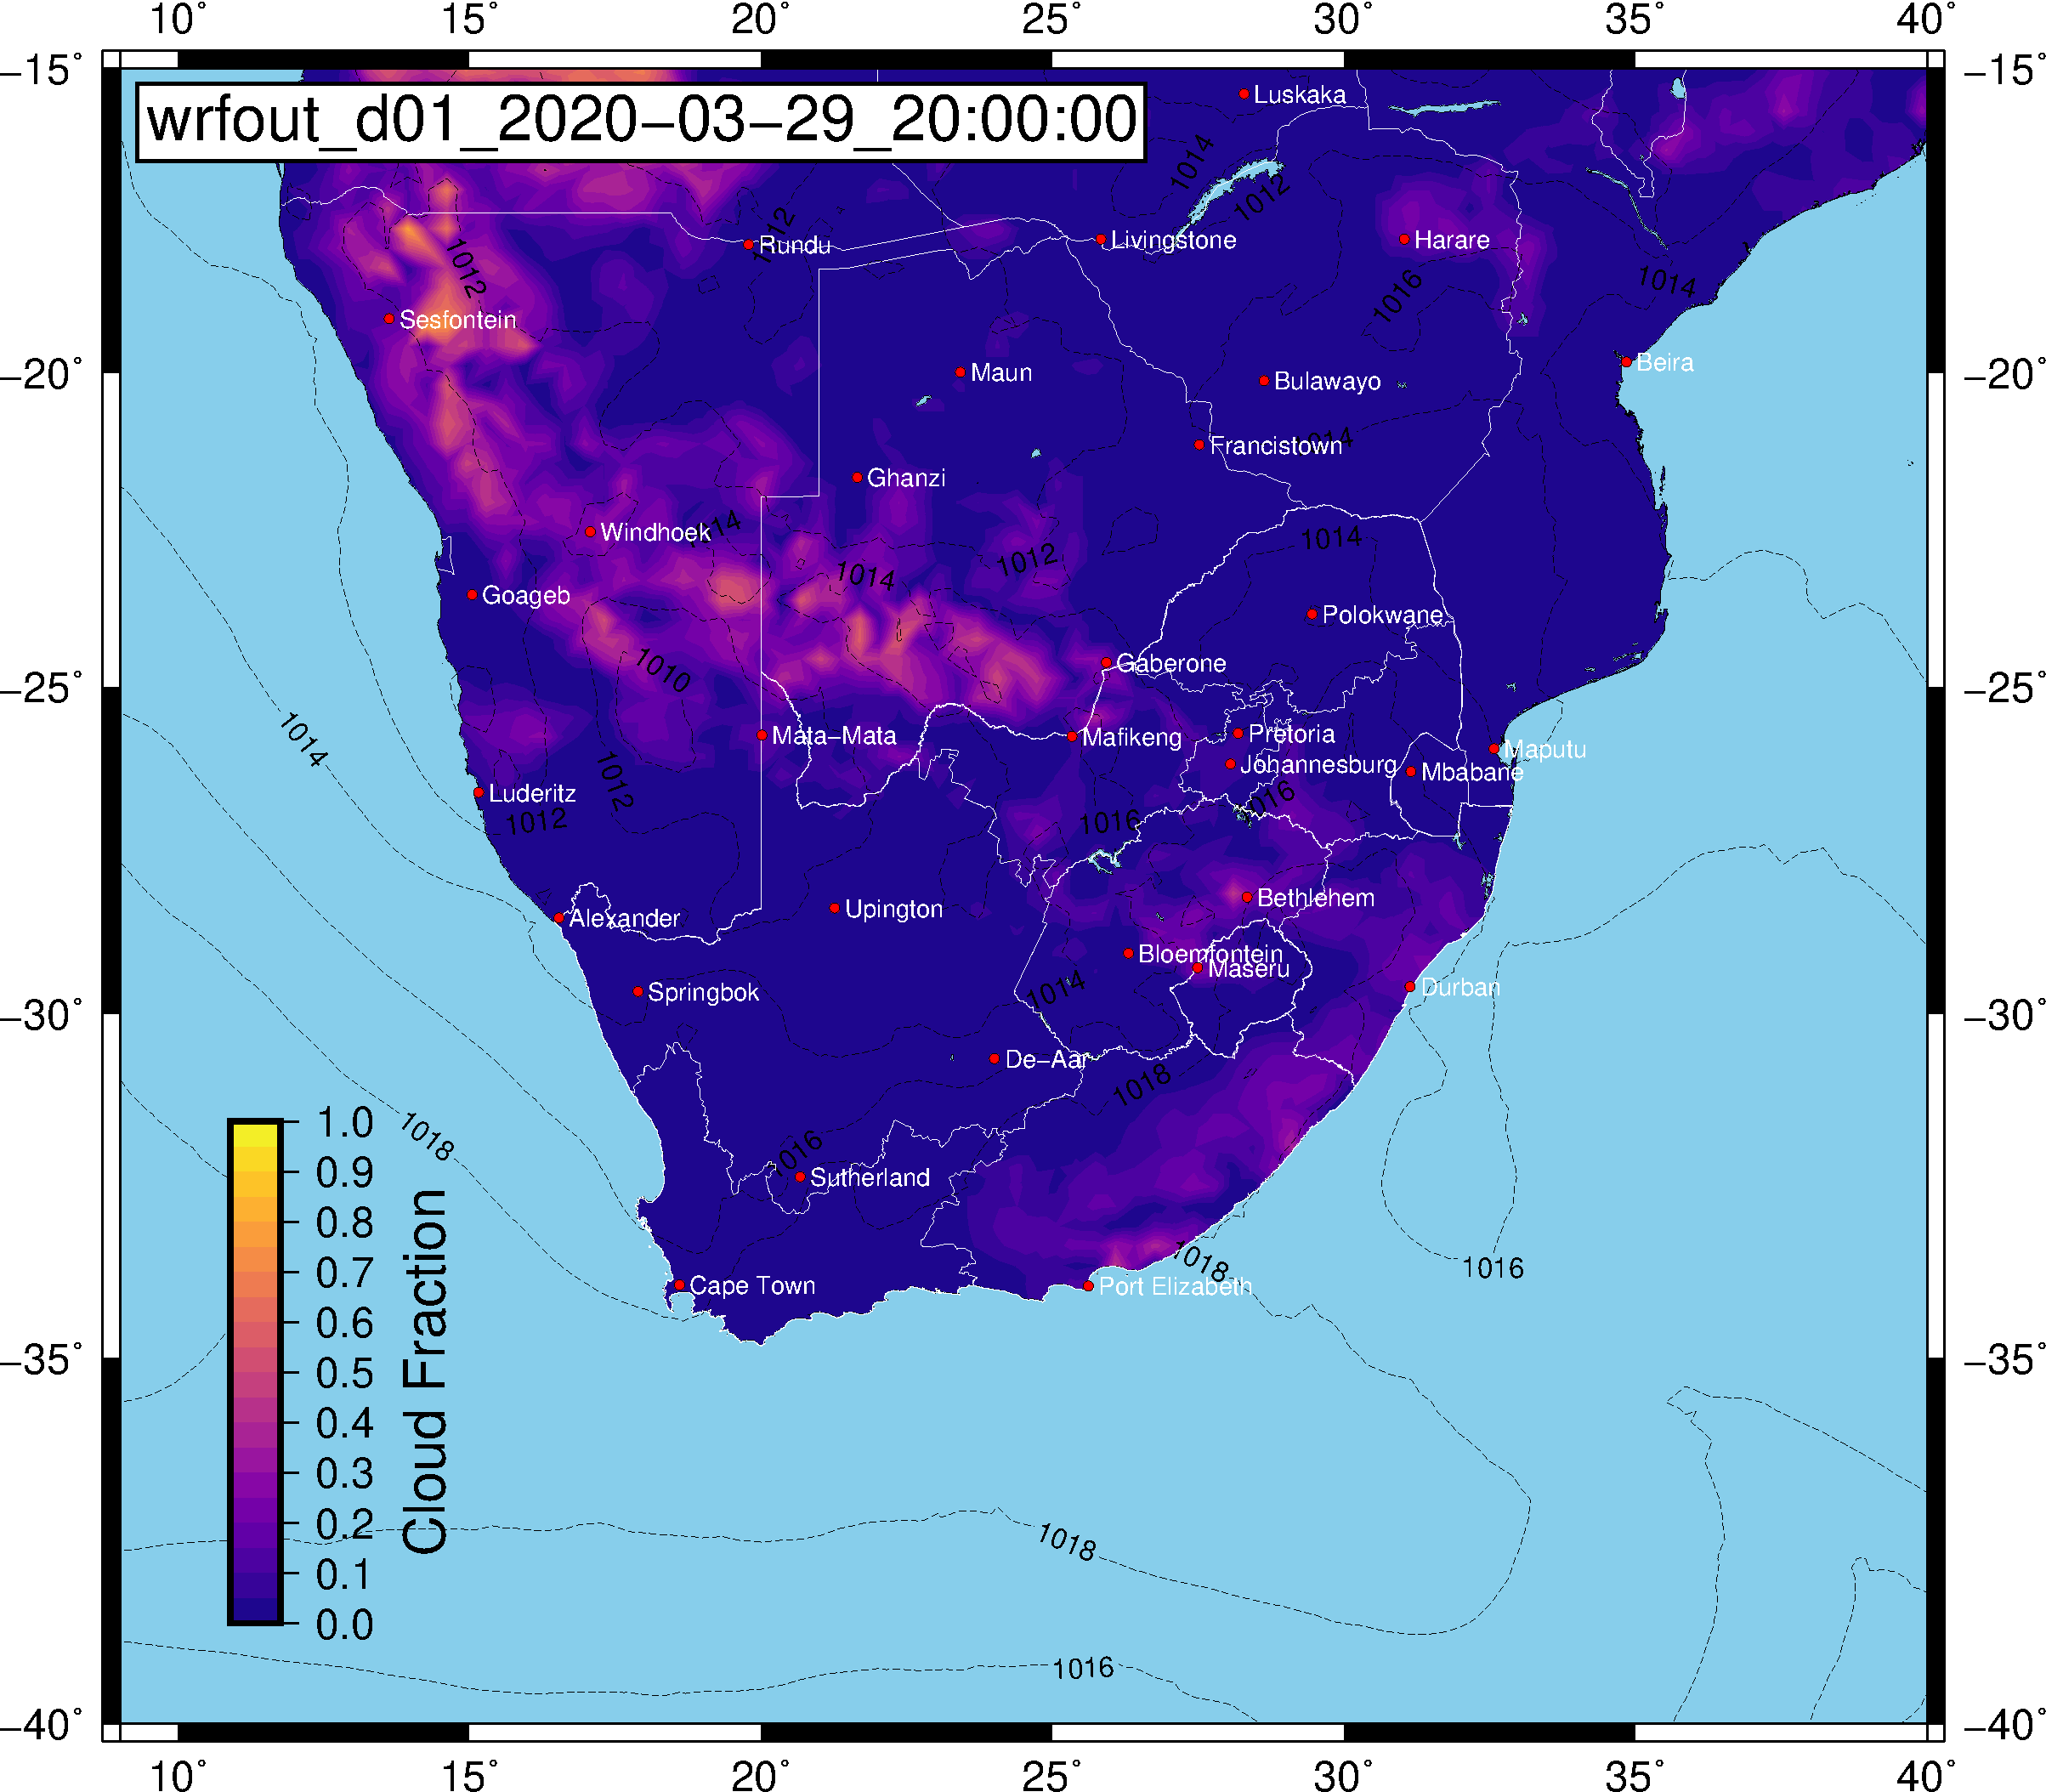 10° 15° 20° 25° 30° 35° 40°
−15° −15°
wrfout_d01_2020−03−29_20:00:00
Luskaka
1014
1012
1012
Rundu
Livingstone
Harare
1012
1016
1014
Sesfontein
Beira
−20° −20°
Maun
Bulawayo
Francistown
1014
Ghanzi
Windhoek
1014
1014
1012
1014
Goageb
Polokwane
Gaberone
1010
−25° −25°
1014
Mata−Mata
Mafikeng
Pretoria
Maputu
Johannesburg
Mbabane
1012
Luderitz
1012
1016
1016
Bethlehem
Alexander
Upington
Bloemfontein
Maseru
Springbok
1014
Durban
−30° −30°
De−Aar
1018
1018
1016
Sutherland
1018
1016
Cape Town
Port Elizabeth
−35° −35°
1.0
0.9
0.8
0.7
0.6
0.5
0.4
0.3
0.2
0.1
0.0
Cloud Fraction
1018
1016
−40° −40°
10° 15° 20° 25° 30° 35° 40°